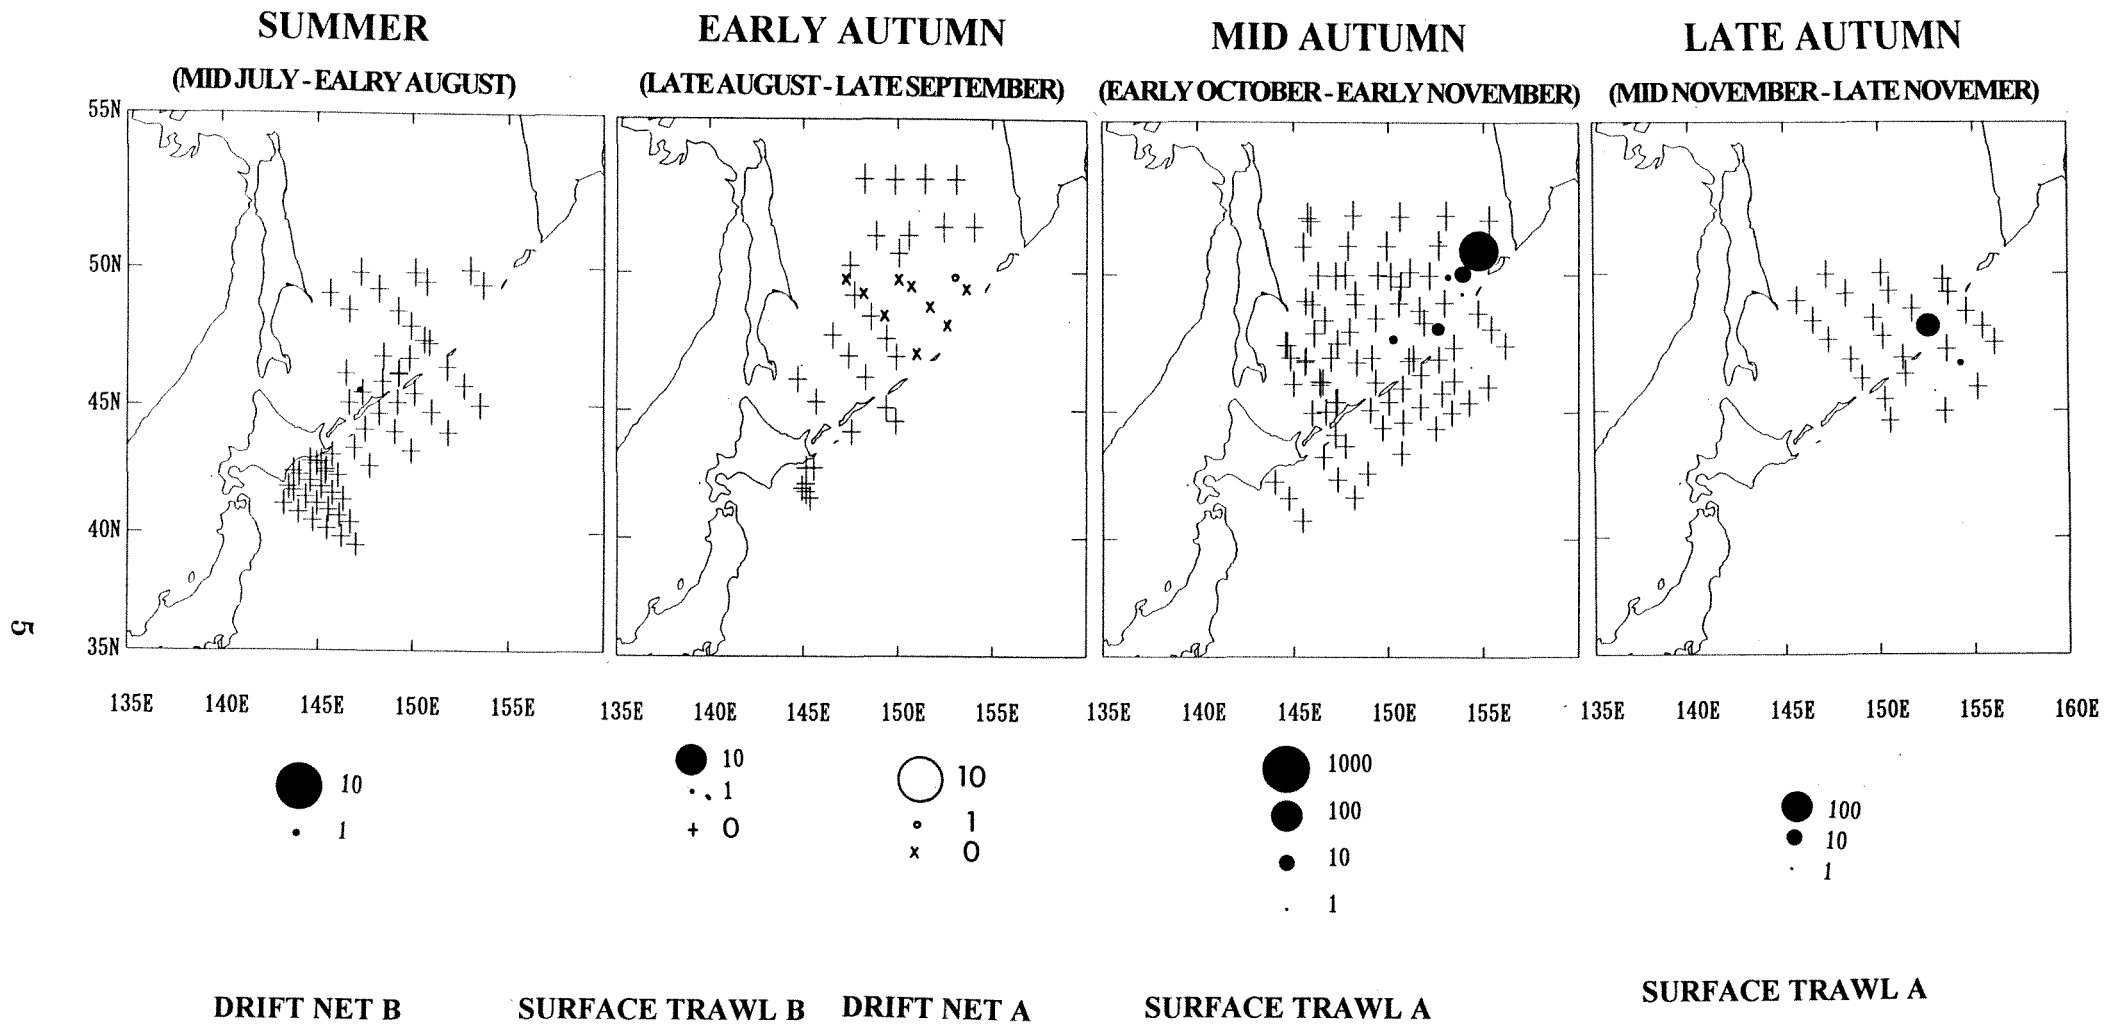 SUMMER
(MID JULY - EALRY AUGUST)
EARLY AUTUMN
(LATE AUGUST - LATE SEPTEMBER)
MID AUTUMN
(EARLY OCTOBER - EARLY NOVEMBER)
LATE AUTUMN
(MID NOVEMBER - LATE NOVEMER)
55N
50N
45N
40N
35N
135E 140E 145E 150E 155E
135E 140E 145E 150E 155E
135E 140E 145E 150E 155E
135E 140E 145E 150E 155E 160E
10
1
10
1
+ 0
10
1
x 0
1000
100
10
1
100
10
1
DRIFT NET B
SURFACE TRAWL B
DRIFT NET A
SURFACE TRAWL A
SURFACE TRAWL A
5